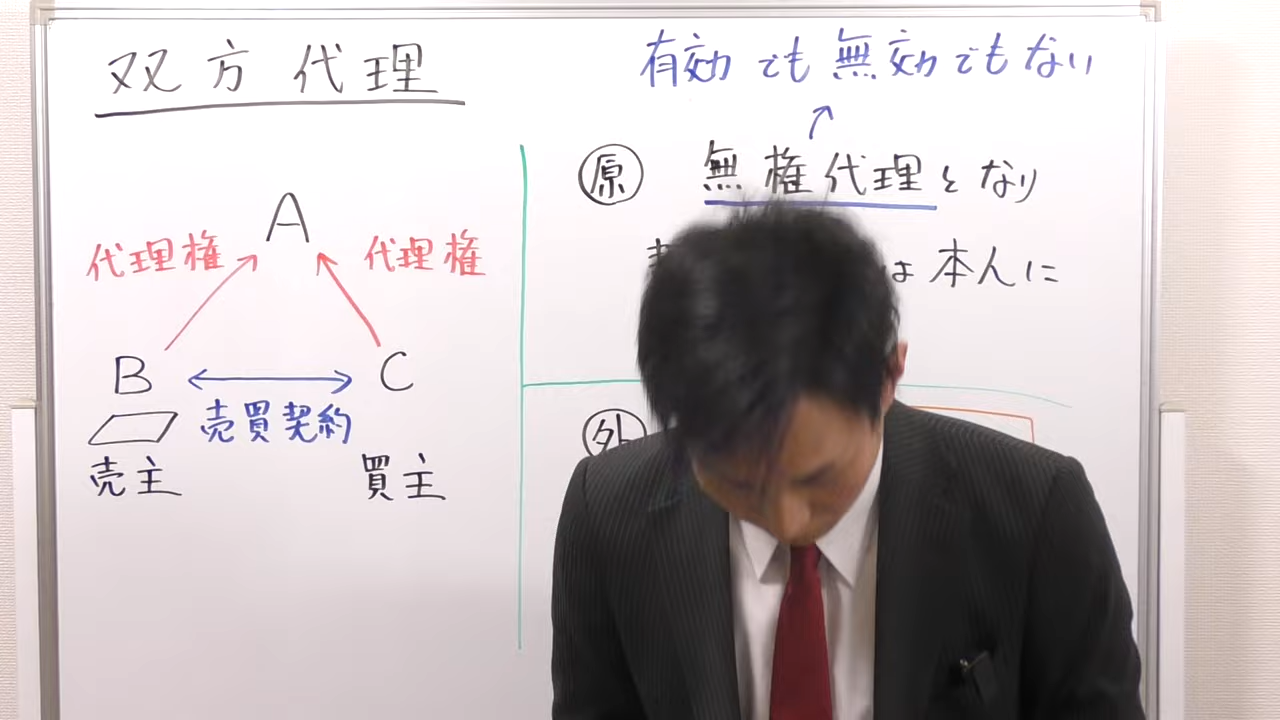 双方代理
A
代理権 代理権
B C
売買契約
売主 買主
有効でも無効でもない
原 無権代理となり
は本人に
外